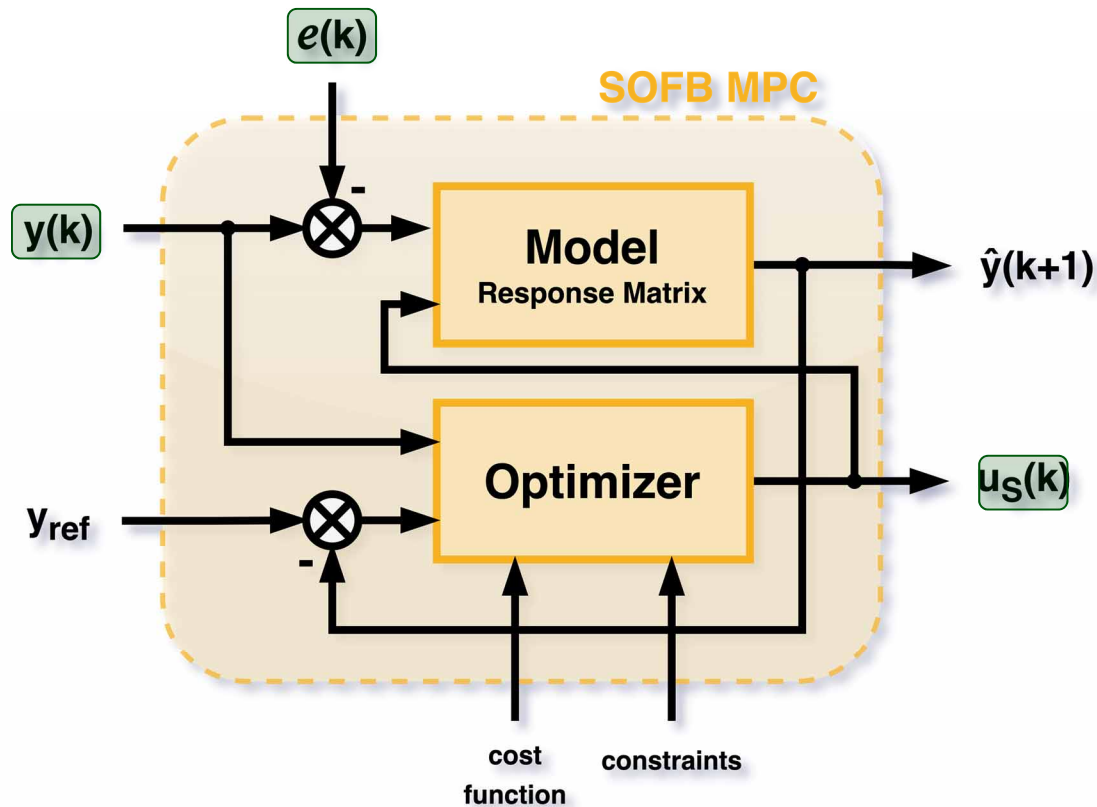 e(k)
SOFB MPC
-
y(k)
Model
Response Matrix
ŷ(k+1)
Optimizer
u_S(k)
y_ref
-
cost
function
constraints